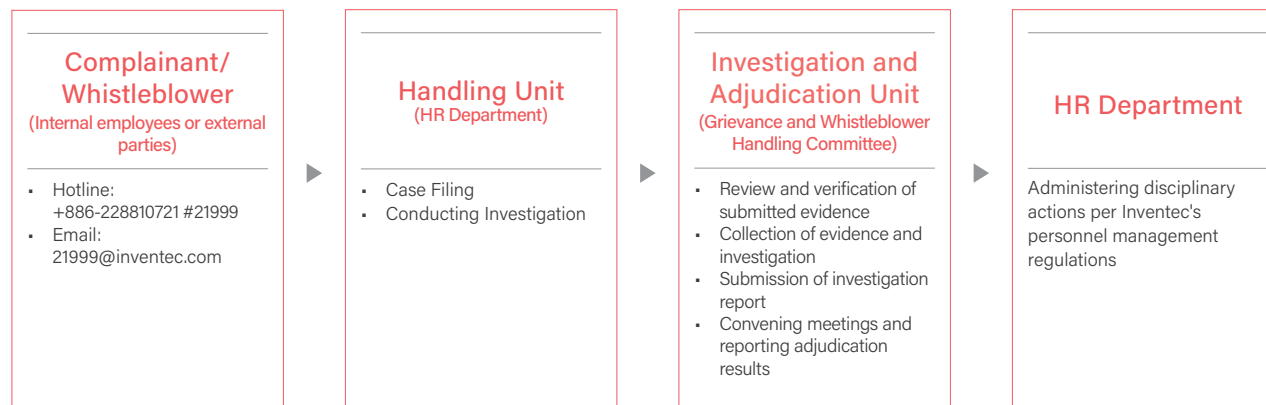 Complainant/
Whistleblower
(Internal employees or external
parties)
▪ Hotline:
+886-228810721 #21999
▪ Email:
21999@inventec.com
Handling Unit
(HR Department)
▪ Case Filing
▪ Conducting Investigation
Investigation and
Adjudication Unit
(Grievance and Whistleblower
Handling Committee)
▪ Review and verification of
submitted evidence
▪ Collection of evidence and
investigation
▪ Submission of investigation
report
▪ Convening meetings and
reporting adjudication
results
HR Department
Administering disciplinary
actions per Inventec's
personnel management
regulations